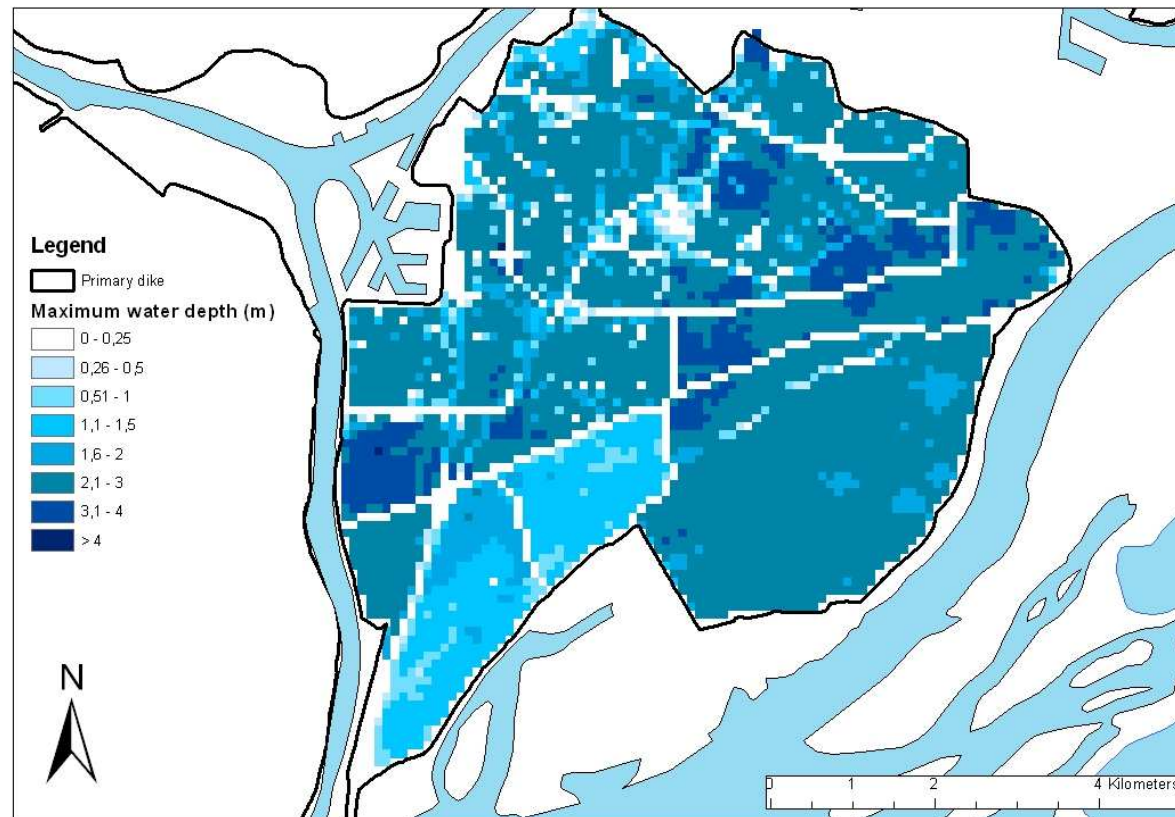 Legend
Primary dike
Maximum water depth (m)
0 - 0,25
0,26 - 0,5
0,51 - 1
1,1 - 1,5
1,6 - 2
2,1 - 3
3,1 - 4
> 4
N
0 1 2 4 Kilometers